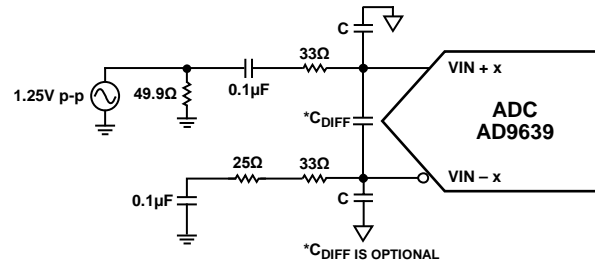 C
33Ω
VIN + x
0.1µF
1.25V p-p
49.9Ω
*CDIFF
ADC
AD9639
25Ω
33Ω
0.1µF
C
VIN – x
*CDIFF IS OPTIONAL